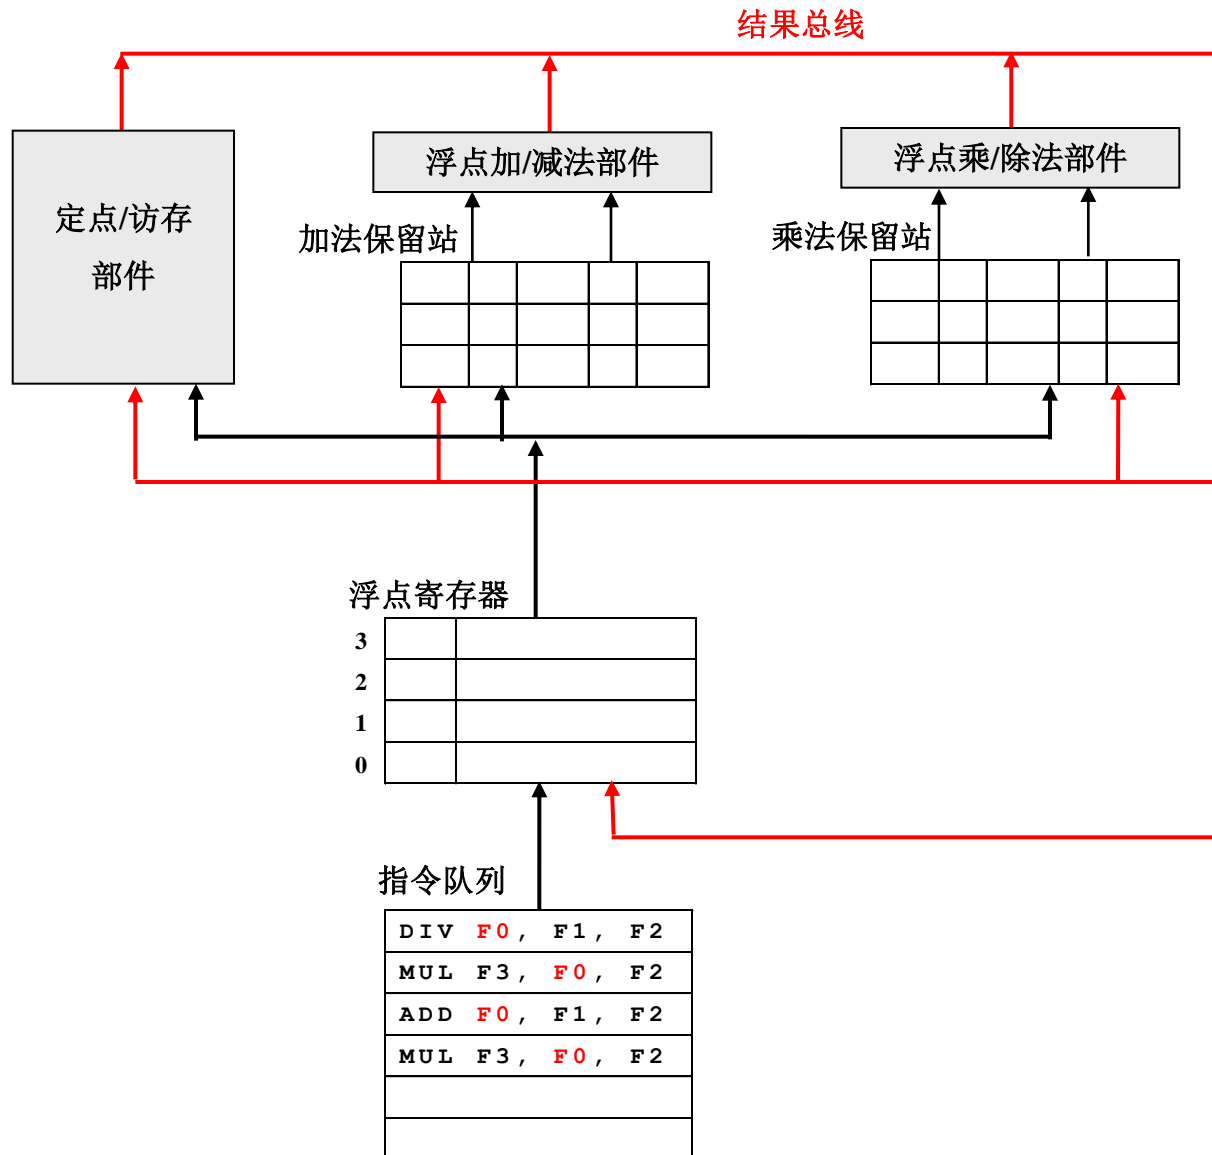 结果总线
浮点加/减法部件
浮点乘/除法部件
定点/访存
部件
加法保留站
乘法保留站
浮点寄存器
3
2
1
0
指令队列
DIV F0, F1, F2
MUL F3, F0, F2
ADD F0, F1, F2
MUL F3, F0, F2